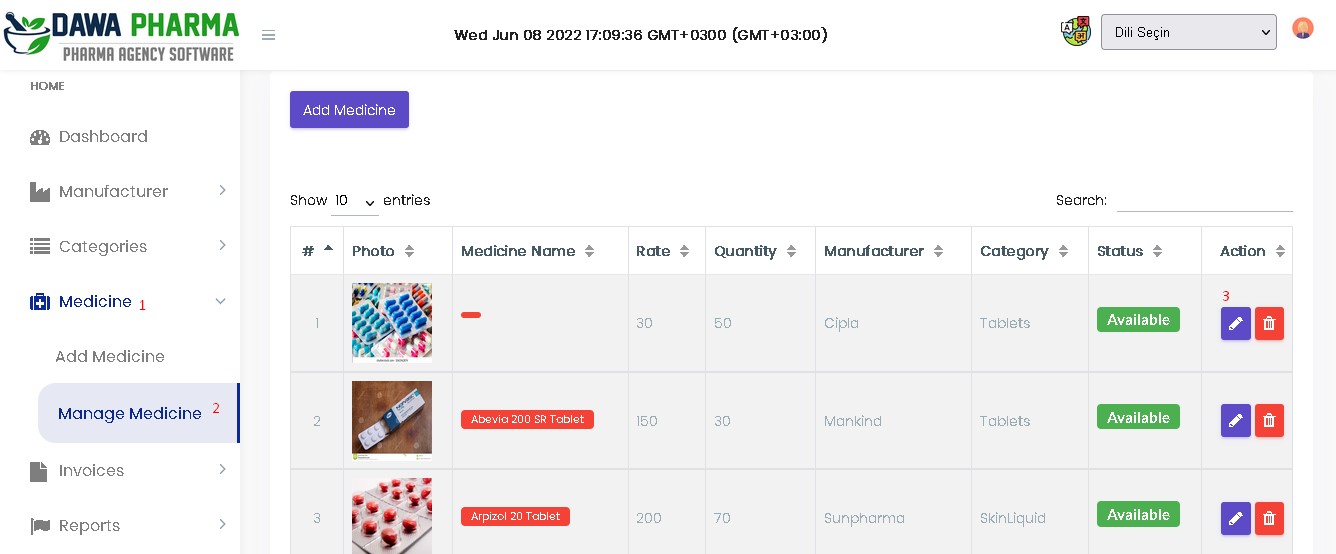 DAWA PHARMA
PHARMA AGENCY SOFTWARE
Wed Jun 08 2022 17:09:36 GMT+0300 (GMT+03:00)
Dili Seçin
HOME
Dashboard
Manufacturer
Categories
Medicine 1
Add Medicine
Manage Medicine 2
Invoices
Reports
Add Medicine
Show 10 entries
Search:
# Photo Medicine Name Rate Quantity Manufacturer Category Status Action
3
1 30 50 Cipla Tablets Available
2 Abevia 200 SR Tablet 150 30 Mankind Tablets Available
3 Arpizol 20 Tablet 200 70 Sunpharma SkinLiquid Available